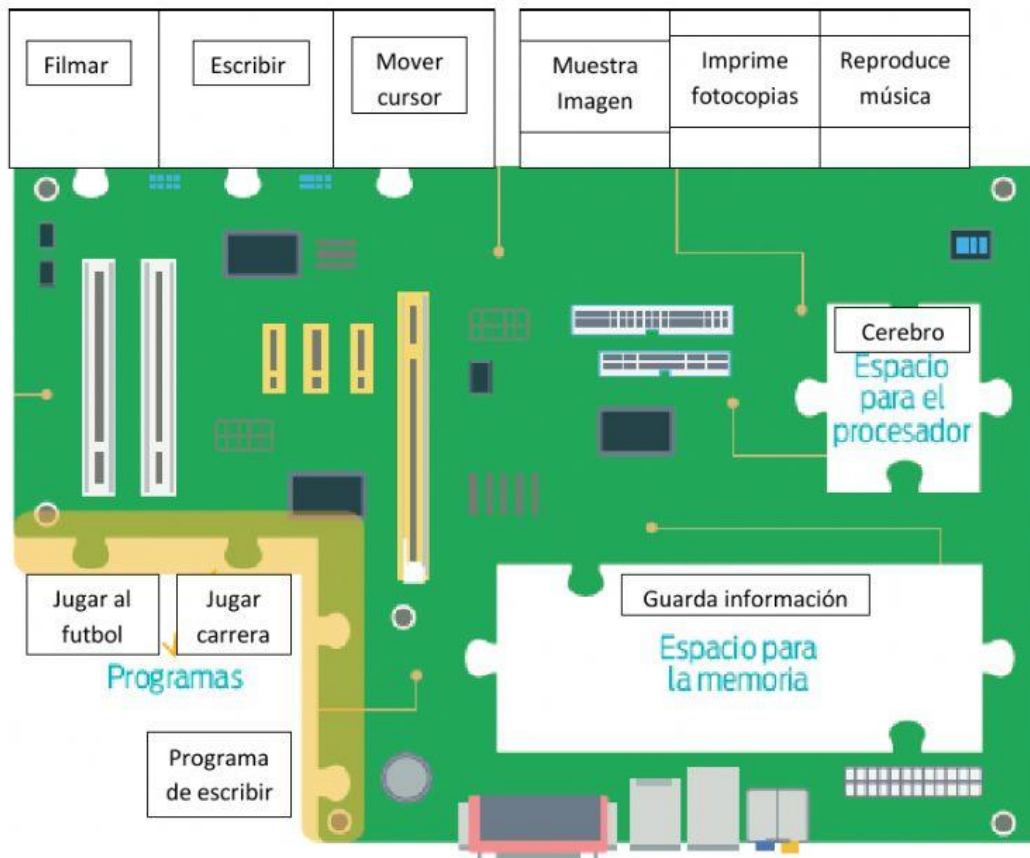 Filmar
Escribir
Mover
cursor
Muestra
Imagen
Imprime
fotocopias
Reproduce
música
Cerebro
Espacio
para el
procesador
Jugar al
futbol
Jugar
carrera
Programas
Programa
de escribir
Guarda información
Espacio para
la memoria